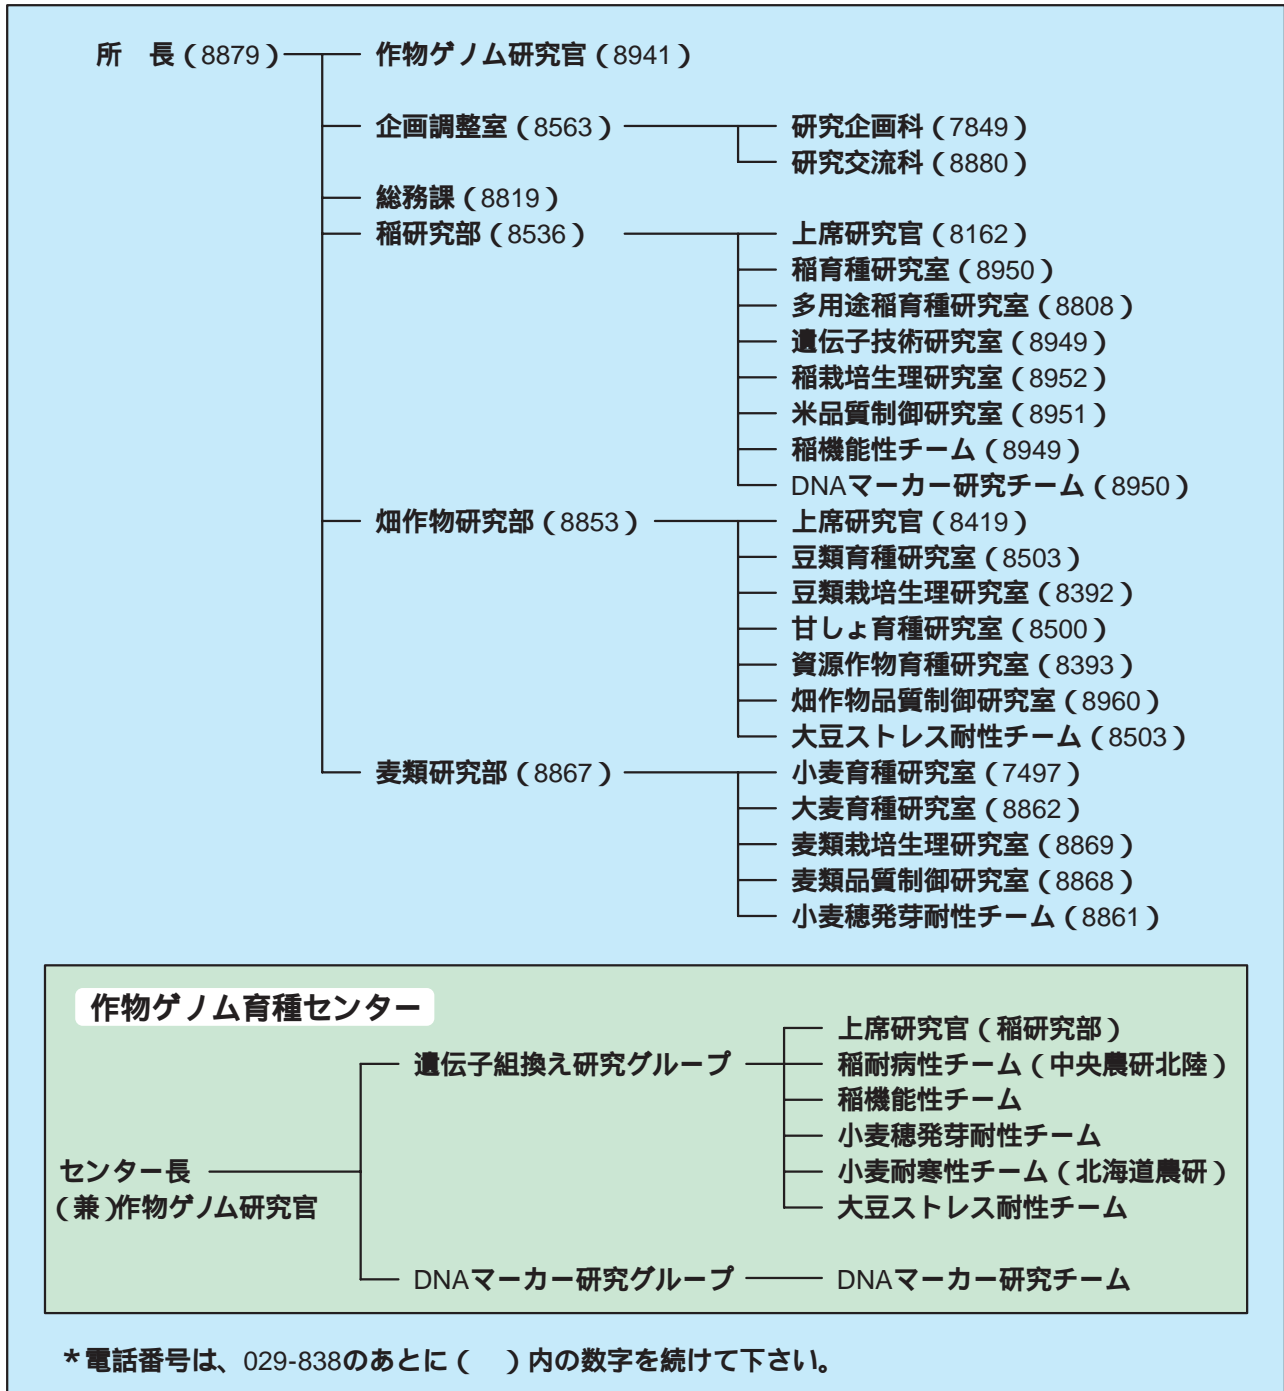 所　長（8879） 作物ゲノム研究官（8941）
企画調整室（8563） 研究企画科（7849）
研究交流科（8880）
総務課（8819）
稲研究部（8536） 上席研究官（8162）
稲育種研究室（8950）
多用途稲育種研究室（8808）
遺伝子技術研究室（8949）
稲栽培生理研究室（8952）
米品質制御研究室（8951）
稲機能性チーム（8949）
DNAマーカー研究チーム（8950）
畑作物研究部（8853） 上席研究官（8419）
豆類育種研究室（8503）
豆類栽培生理研究室（8392）
甘しょ育種研究室（8500）
資源作物育種研究室（8393）
畑作物品質制御研究室（8960）
大豆ストレス耐性チーム（8503）
麦類研究部（8867） 小麦育種研究室（7497）
大麦育種研究室（8862）
麦類栽培生理研究室（8869）
麦類品質制御研究室（8868）
小麦穂発芽耐性チーム（8861）
作物ゲノム育種センター
センター長
（兼）作物ゲノム研究官
遺伝子組換え研究グループ
上席研究官（稲研究部）
稲耐病性チーム（中央農研北陸）
稲機能性チーム
小麦穂発芽耐性チーム
小麦耐寒性チーム（北海道農研）
大豆ストレス耐性チーム
DNAマーカー研究グループ DNAマーカー研究チーム
*電話番号は、029-838のあとに（　）内の数字を続けて下さい。